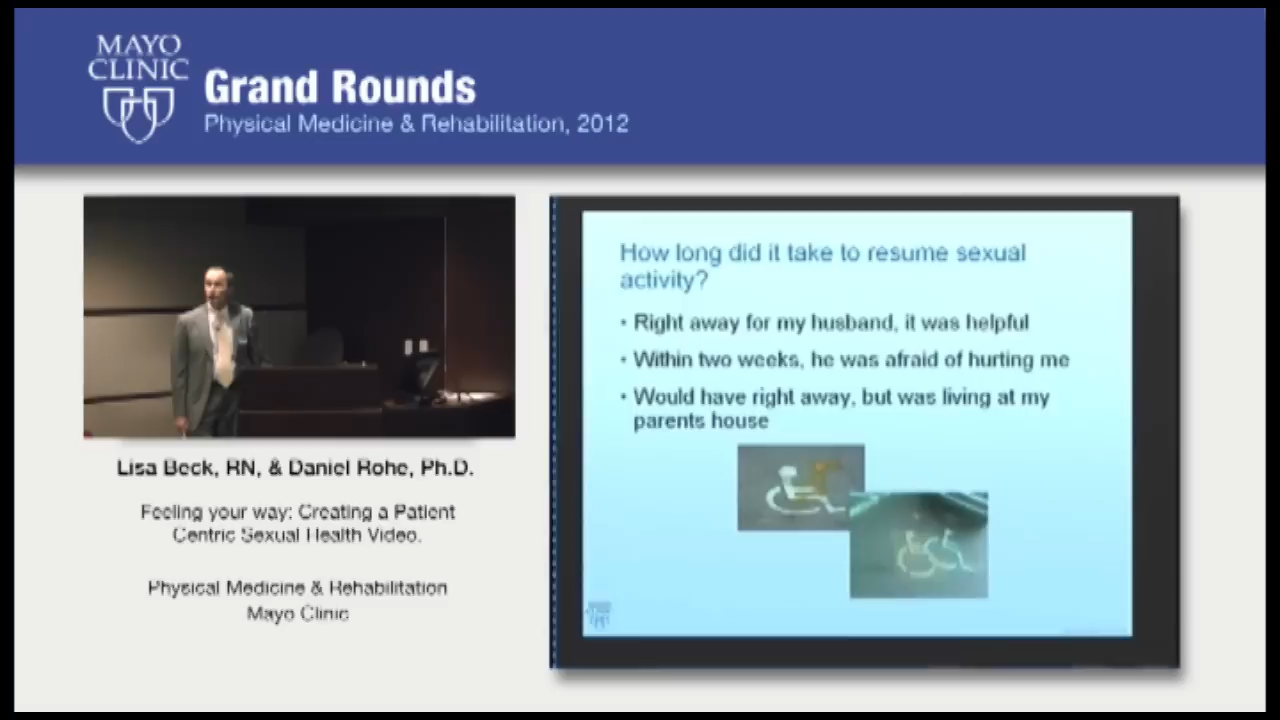 MAYO
CLINIC
Grand Rounds
Physical Medicine & Rehabilitation, 2012
How long did it take to resume sexual
activity?
• Right away for my husband, it was helpful
• Within two weeks, he was afraid of hurting me
• Would have right away, but was living at my
parents house
Lisa Beck, RN, & Daniel Rohe, Ph.D.
Feeling your way: Creating a Patient
Centric Sexual Health Video.
Physical Medicine & Rehabilitation
Mayo Clinic